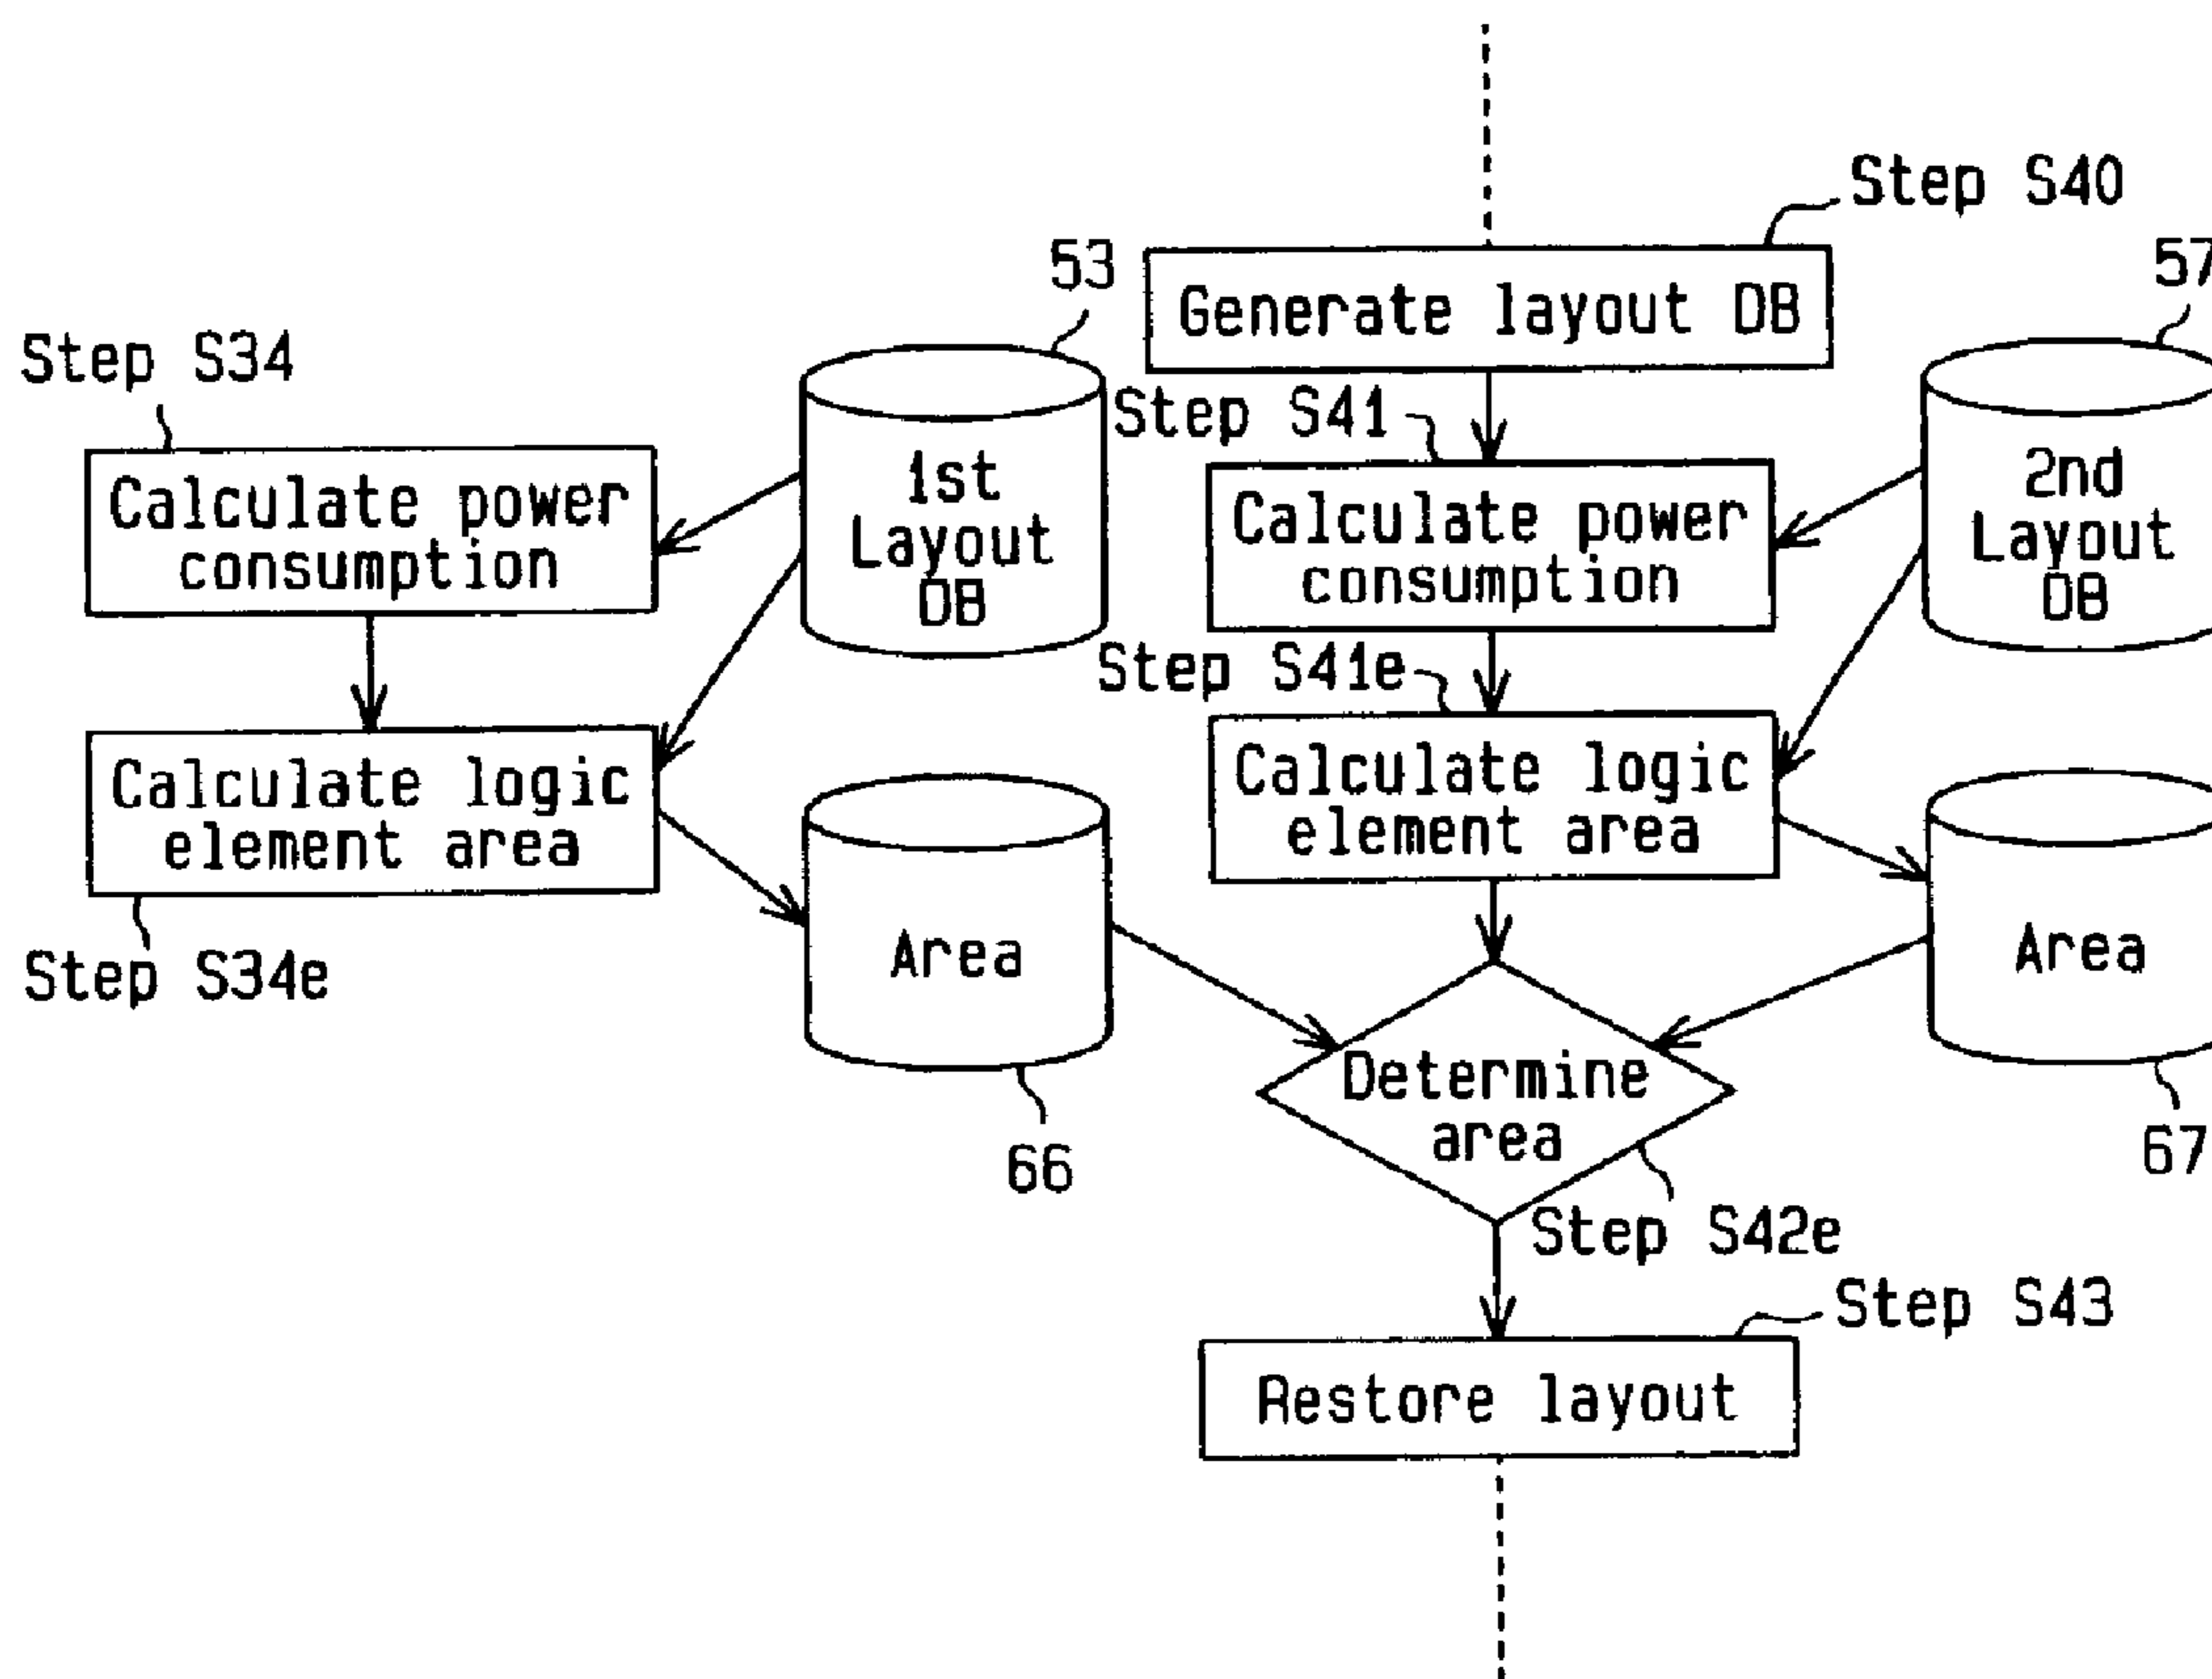 Step S40
53
57
Generate layout DB
Step S34
Step S41
1st
Layout
DB
2nd
Layout
DB
Calculate power
consumption
Calculate power
consumption
Step S41e
Calculate logic
element area
Calculate logic
element area
Step S34e
Area
Area
Determine
area
66
67
Step S42e
Step S43
Restore layout